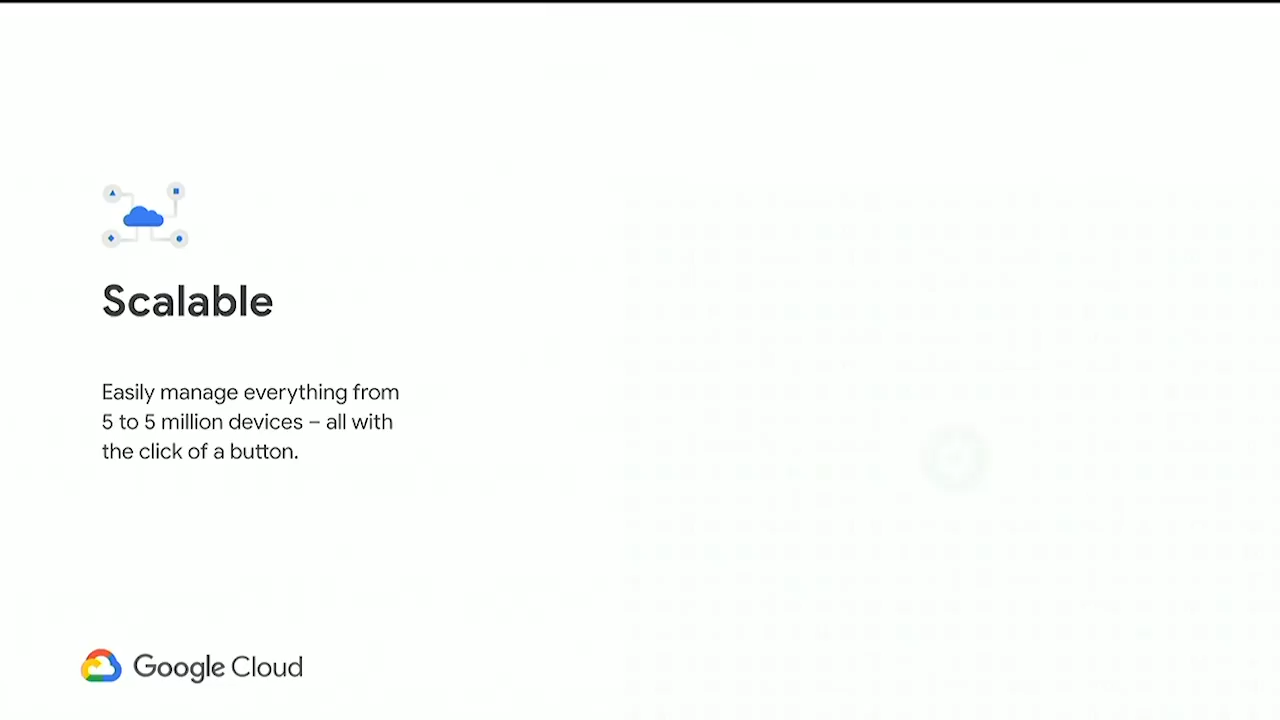 Scalable
Easily manage everything from
5 to 5 million devices – all with
the click of a button.
Google Cloud